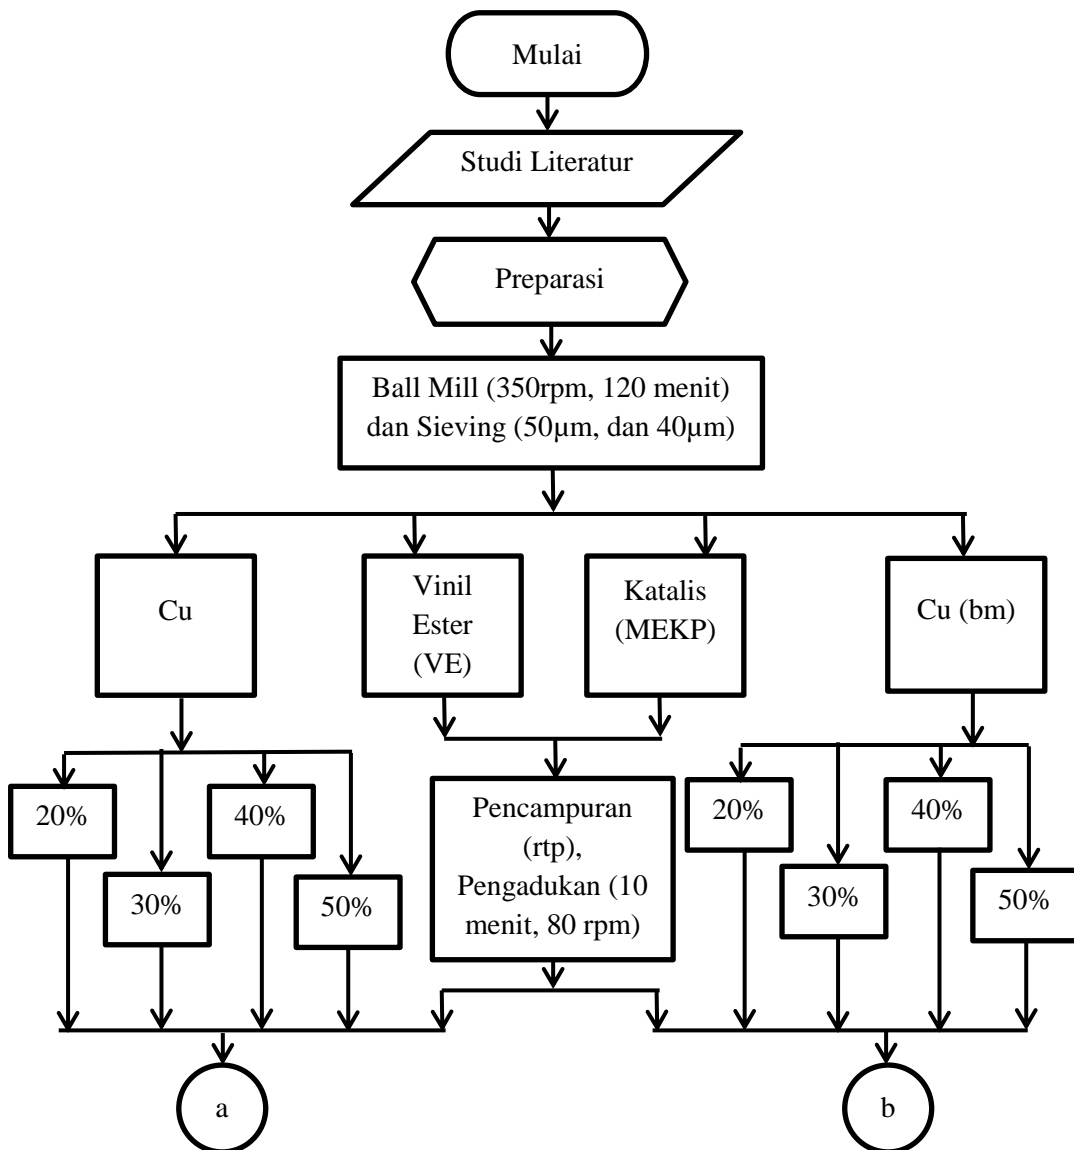 Mulai
Studi Literatur
Preparasi
Ball Mill (350rpm, 120 menit)
dan Sieving (50µm, dan 40µm)
Cu
Vinil
Ester
(VE)
Katalis
(MEKP)
Cu (bm)
20%
30%
40%
50%
Pencampuran
(rtp),
Pengadukan (10
menit, 80 rpm)
20%
30%
40%
50%
a
b